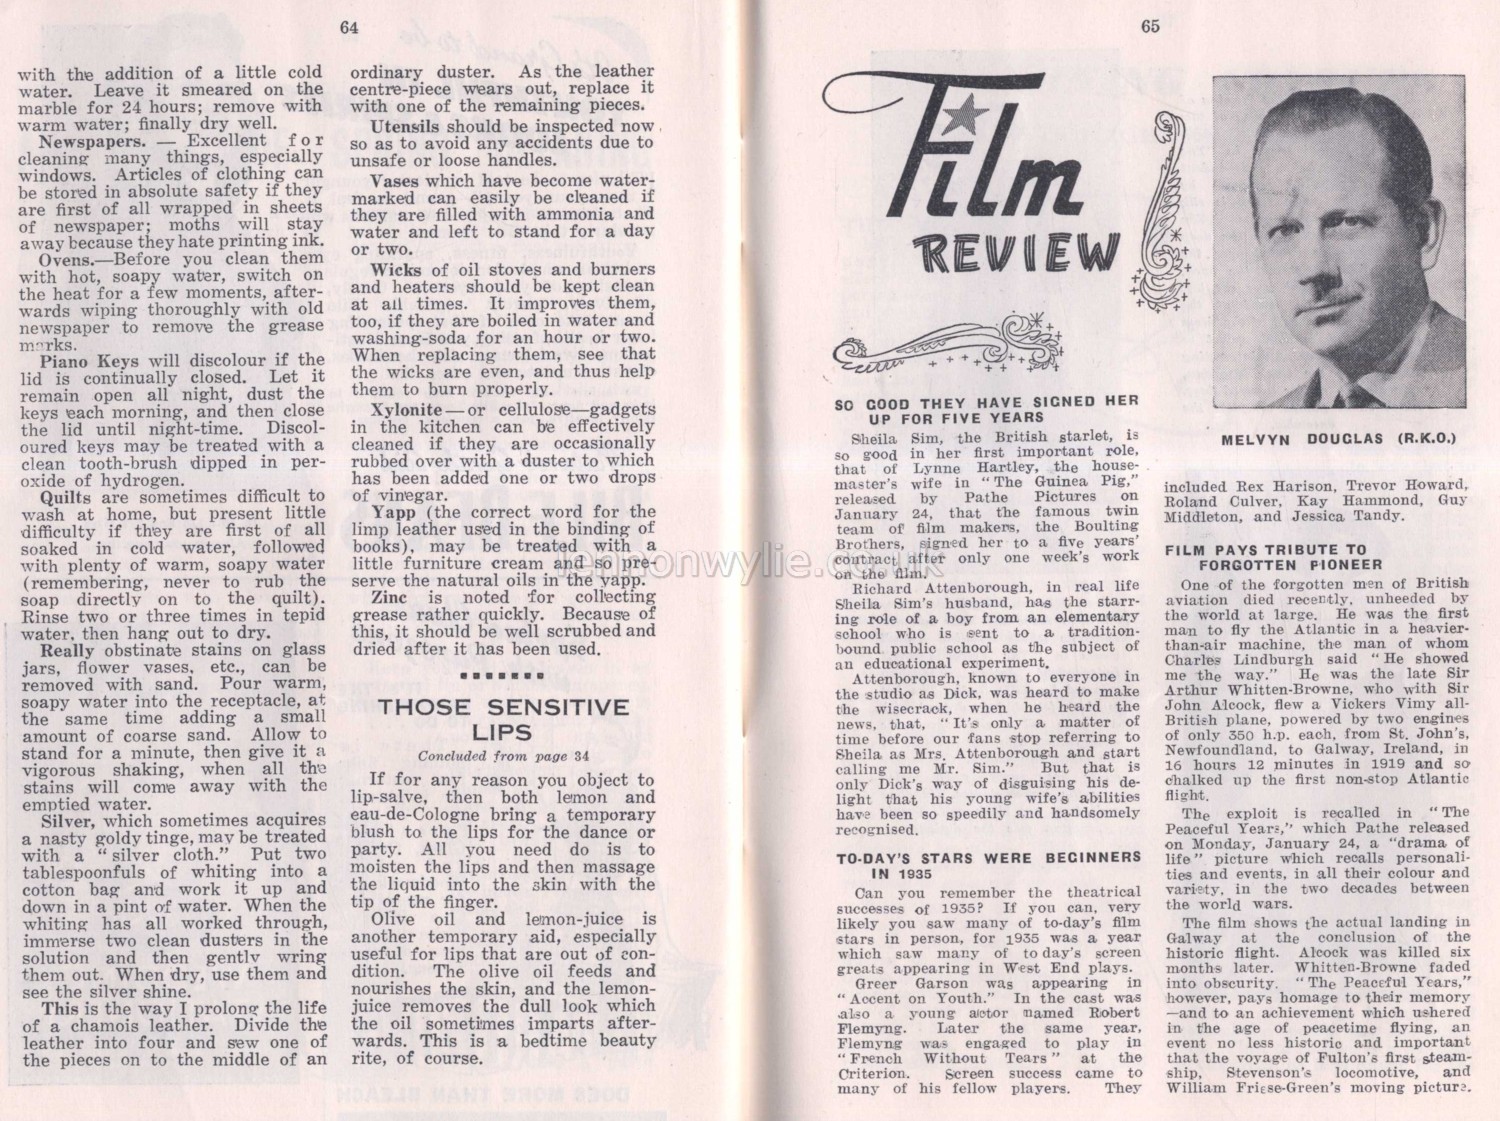 64
with the addition of a little cold
water. Leave it smeared on the
marble for 24 hours; remove with
warm water; finally dry well.
Newspapers. — Excellent for
cleaning many things, especially
windows. Articles of clothing can
be stored in absolute safety if they
are first of all wrapped in sheets
of newspaper; moths will stay
away because they hate printing ink.
Ovens.—Before you clean them
with hot, soapy water, switch on
the heat for a few moments, after-
wards wiping thoroughly with old
newspaper to remove the grease
marks.
Piano Keys will discolour if the
lid is continually closed. Let it
remain open all night, dust the
keys each morning, and then close
the lid until night-time. Discol-
oured keys may be treated with a
clean tooth-brush dipped in per-
oxide of hydrogen.
Quilts are sometimes difficult to
wash at home, but present little
difficulty if they are first of all
soaked in cold water, followed
with plenty of warm, soapy water
(remembering, never to rub the
soap directly on to the quilt).
Rinse two or three times in tepid
water, then hang out to dry.
Really obstinate stains on glass
jars, flower vases, etc., can be
removed with sand. Pour warm,
soapy water into the receptacle, at
the same time adding a small
amount of coarse sand. Allow to
stand for a minute, then give it a
vigorous shaking, when all the
stains will come away with the
emptied water.
Silver, which sometimes acquires
a nasty goldy tinge, may be treated
with a "silver cloth." Put two
tablespoonfuls of whiting into a
cotton bag and work it up and
down in a pint of water. When the
whiting has all worked through,
immerse two clean dusters in the
solution and then gently wring
them out. When dry, use them and
see the silver shine.
This is the way I prolong the life
of a chamois leather. Divide the
leather into four and sew one of
the pieces on to the middle of an
ordinary duster. As the leather
centre-piece wears out, replace it
with one of the remaining pieces.
Utensils should be inspected now
so as to avoid any accidents due to
unsafe or loose handles.
Vases which have become water-
marked can easily be cleaned if
they are filled with ammonia and
water and left to stand for a day
or two.
Wicks of oil stoves and burners
and heaters should be kept clean
at all times. It improves them,
too, if they are boiled in water and
washing-soda for an hour or two.
When replacing them, see that
the wicks are even, and thus help
them to burn properly.
Xylonite—or cellulose—gadgets
in the kitchen can be effectively
cleaned if they are occasionally
rubbed over with a duster to which
has been added one or two drops
of vinegar.
Yapp (the correct word for the
limp leather used in the binding of
books), may be treated with a
little furniture cream and so pre-
serve the natural oils in the yapp.
Zinc is noted for collecting
grease rather quickly. Because of
this, it should be well scrubbed and
dried after it has been used.
THOSE SENSITIVE
LIPS
Concluded from page 34
If for any reason you object to
lip-salve, then both lemon and
eau-de-Cologne bring a temporary
blush to the lips for the dance or
party. All you need do is to
moisten the lips and then massage
the liquid into the skin with the
tip of the finger.
Olive oil and lemon-juice is
another temporary aid, especially
useful for lips that are out of con-
dition. The olive oil feeds and
nourishes the skin, and the lemon-
juice removes the dull look which
the oil sometimes imparts after-
wards. This is a bedtime beauty
rite, of course.
65
Film
REVIEW
SO GOOD THEY HAVE SIGNED HER
UP FOR FIVE YEARS
Sheila Sim, the British starlet, is
so good in her first important role,
that of Lynne Hartley, the house-
master's wife in "The Guinea Pig,"
released by Pathe Pictures on
January 24, that the famous twin
team of film makers, the Boulting
Brothers, signed her to a five years'
contract after only one week's work
on the film!
Richard Attenborough, in real life
Sheila Sim's husband, has the starr-
ing role of a boy from an elementary
school who is sent to a tradition-
bound public school as the subject of
an educational experiment.
Attenborough, known to everyone in
the studio as Dick, was heard to make
the wisecrack, when he heard the
news, that, "It's only a matter of
time before our fans stop referring to
Sheila as Mrs. Attenborough and start
calling me Mr. Sim." But that is
only Dick's way of disguising his de-
light that his young wife's abilities
have been so speedily and handsomely
recognised.
TO-DAY'S STARS WERE BEGINNERS
IN 1935
Can you remember the theatrical
successes of 1935? If you can, very
likely you saw many of to-day's film
stars in person, for 1935 was a year
which saw many of to day's screen
greats appearing in West End plays.
Greer Garson was appearing in
"Accent on Youth." In the cast was
also a young actor named Robert
Flemyng. Later the same year,
Flemyng was engaged to play in
"French Without Tears" at the
Criterion. Screen success came to
many of his fellow players. They
MELVYN DOUGLAS (R.K.O.)
included Rex Harison, Trevor Howard,
Roland Culver, Kay Hammond, Guy
Middleton, and Jessica Tandy.
FILM PAYS TRIBUTE TO
FORGOTTEN PIONEER
One of the forgotten men of British
aviation died recently, unheeded by
the world at large. He was the first
man to fly the Atlantic in a heavier-
than-air machine, the man of whom
Charles Lindburgh said "He showed
me the way." He was the late Sir
Arthur Whitten-Browne, who with Sir
John Alcock, flew a Vickers Vimy all-
British plane, powered by two engines
of only 350 h.p. each, from St. John's,
Newfoundland, to Galway, Ireland, in
16 hours 12 minutes in 1919 and so
chalked up the first non-stop Atlantic
flight.
The exploit is recalled in "The
Peaceful Years," which Pathe released
on Monday, January 24, a "drama of
life" picture which recalls personali-
ties and events, in all their colour and
variety, in the two decades between
the world wars.
The film shows the actual landing in
Galway at the conclusion of the
historic flight. Alcock was killed six
months later. Whitten-Browne faded
into obscurity. "The Peaceful Years,"
however, pays homage to their memory
—and to an achievement which ushered
in the age of peacetime flying, an
event no less historic and important
that the voyage of Fulton's first steam-
ship, Stevenson's locomotive, and
William Friese-Green's moving picture.
lennonwylie.co.uk